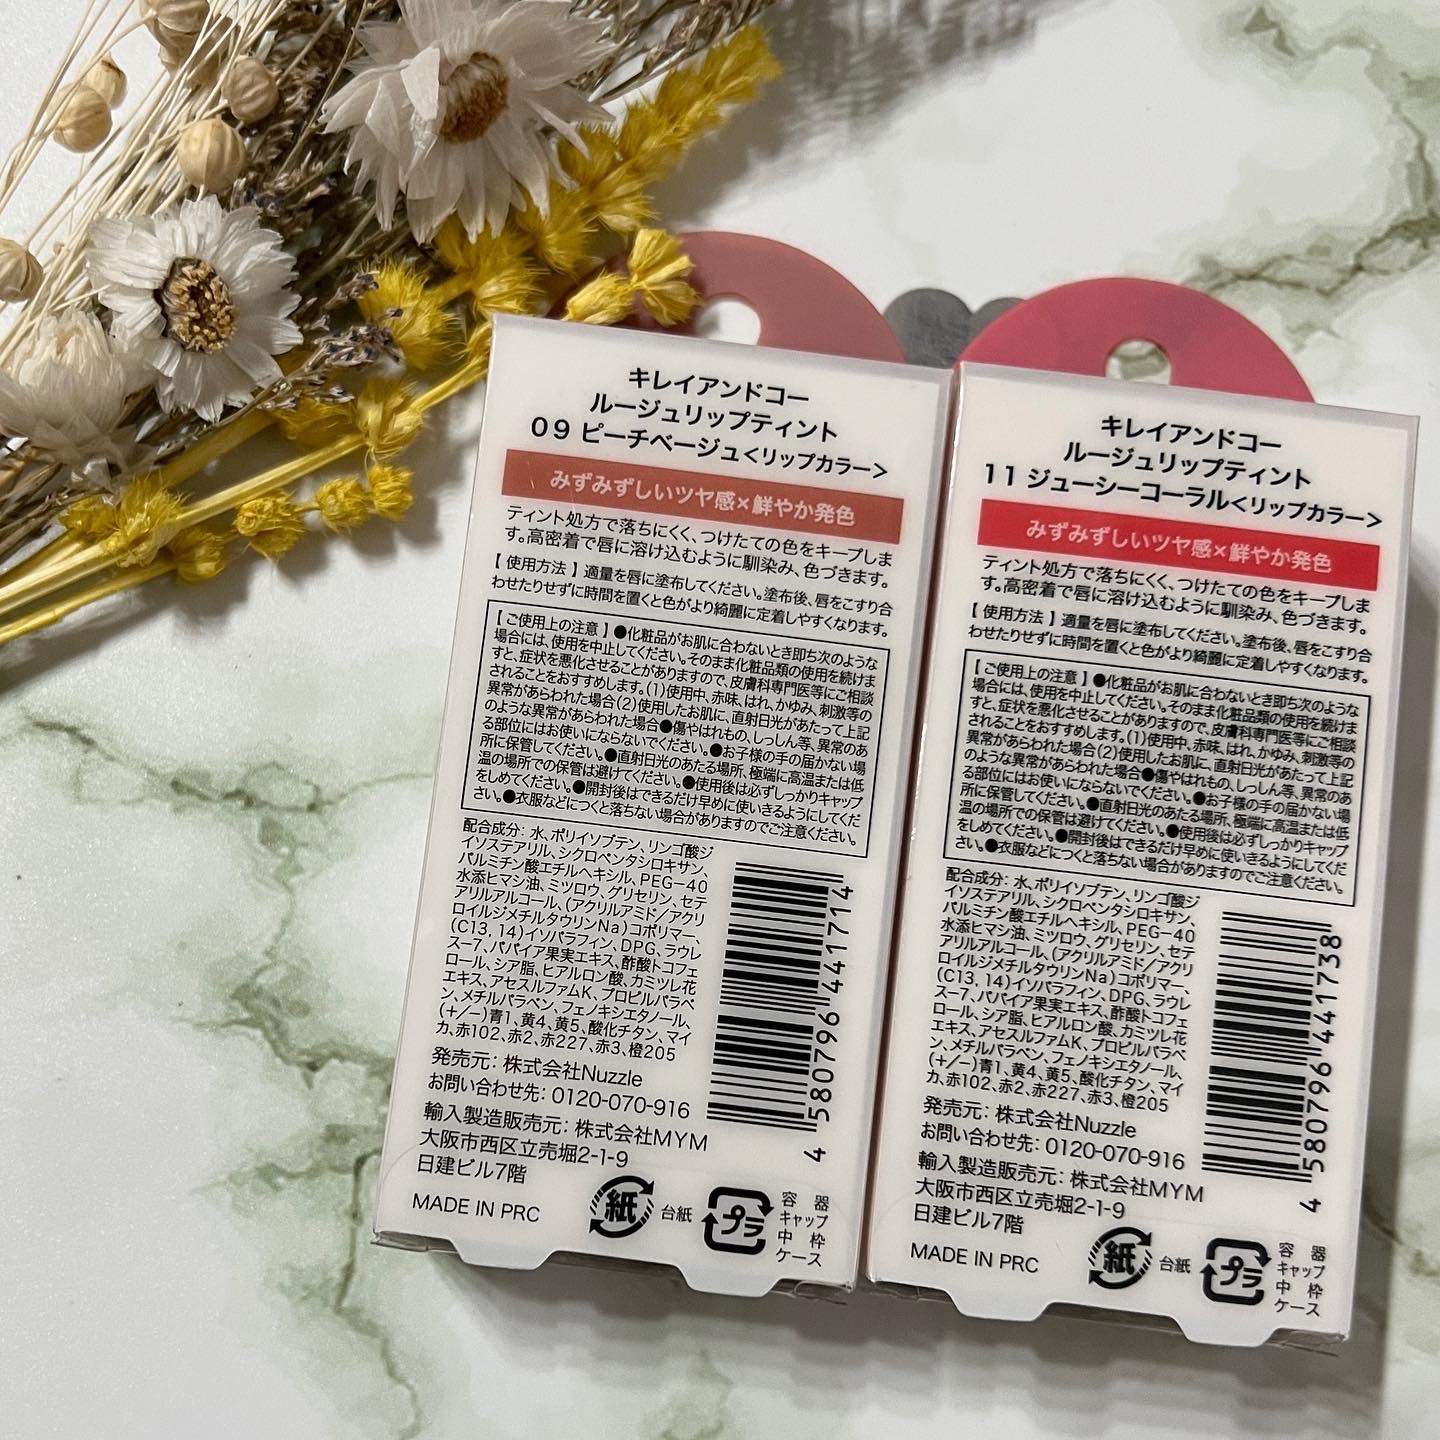 キレイアンドコー
ルージュリップティント
09 ピーチベージュ<リップカラー>
みずみずしいツヤ感×鮮やか発色
ティント処方で落ちにくく、つけたての色をキープしま
す。高密着で唇に溶け込むように馴染み、色づきます。
【 使用方法 】 適量を唇に塗布してください。塗布後、唇をこすり合
わせたりせずに時間を置くと色がより綺麗に定着しやすくなります。
【 ご使用上の注意 】 ●化粧品がお肌に合わないとき即ち次のような
場合には、使用を中止してください。そのまま化粧品類の使用を続けま
すと、症状を悪化させることがありますので、皮膚科専門医等にご相談
されることをおすすめします。(1)使用中、赤味、はれ、かゆみ、刺激等の
異常があらわれた場合(2)使用したお肌に、直射日光があたって上記
のような異常があらわれた場合●傷やはれもの、しっしん等、異常のあ
る部位にはお使いにならないでください。●お子様の手の届かない場
所に保管してください。●直射日光のあたる場所、極端に高温または低
温の場所での保管は避けてください。●使用後は必ずしっかりキャップ
をしめてください。●開封後はできるだけ早めに使いきるようにしてくだ
さい。●衣服などにつくと落ちない場合がありますのでご注意ください。
配合成分: 水、ポリイソブテン、リンゴ酸ジ
イソステアリル、シクロペンタシロキサン、
パルミチン酸エチルヘキシル、PEG-40
水添ヒマシ油、ミツロウ、グリセリン、セテ
アリルアルコール、(アクリルアミド/アクリ
ロイルジメチルタウリンNa)コポリマー、
(C13, 14)イソパラフィン、DPG、ラウレ
ス-7、パパイア果実エキス、酢酸トコフェ
ロール、シア脂、ヒアルロン酸、カミツレ花
エキス、アセスルファムK、プロピルパラベ
ン、メチルパラベン、フェノキシエタノール、
(+/-)青1、黄4、黄5、酸化チタン、マイ
カ、赤102、赤2、赤227、赤3、橙205
発売元: 株式会社Nuzzle
お問い合わせ先: 0120-070-916
輸入製造販売元: 株式会社MYM
大阪市西区立売堀2-1-9
日建ビル7階
MADE IN PRC
紙
台紙
プラ
容 器
キャップ
中 枠
ケース
4 580796 441714
キレイアンドコー
ルージュリップティント
11 ジューシーコーラル<リップカラー>
みずみずしいツヤ感×鮮やか発色
ティント処方で落ちにくく、つけたての色をキープしま
す。高密着で唇に溶け込むように馴染み、色づきます。
【 使用方法 】 適量を唇に塗布してください。塗布後、唇をこすり合
わせたりせずに時間を置くと色がより綺麗に定着しやすくなります。
【 ご使用上の注意 】 ●化粧品がお肌に合わないとき即ち次のような
場合には、使用を中止してください。そのまま化粧品類の使用を続けま
すと、症状を悪化させることがありますので、皮膚科専門医等にご相談
されることをおすすめします。(1)使用中、赤味、はれ、かゆみ、刺激等の
異常があらわれた場合(2)使用したお肌に、直射日光があたって上記
のような異常があらわれた場合●傷やはれもの、しっしん等、異常のあ
る部位にはお使いにならないでください。●お子様の手の届かない場
所に保管してください。●直射日光のあたる場所、極端に高温または低
温の場所での保管は避けてください。●使用後は必ずしっかりキャップ
をしめてください。●開封後はできるだけ早めに使いきるようにしてくだ
さい。●衣服などにつくと落ちない場合がありますのでご注意ください。
配合成分: 水、ポリイソブテン、リンゴ酸ジ
イソステアリル、シクロペンタシロキサン、
パルミチン酸エチルヘキシル、PEG-40
水添ヒマシ油、ミツロウ、グリセリン、セテ
アリルアルコール、(アクリルアミド/アクリ
ロイルジメチルタウリンNa)コポリマー、
(C13, 14)イソパラフィン、DPG、ラウレ
ス-7、パパイア果実エキス、酢酸トコフェ
ロール、シア脂、ヒアルロン酸、カミツレ花
エキス、アセスルファムK、プロピルパラベ
ン、メチルパラベン、フェノキシエタノール、
(+/-)青1、黄4、黄5、酸化チタン、マイ
カ、赤102、赤2、赤227、赤3、橙205
発売元: 株式会社Nuzzle
お問い合わせ先: 0120-070-916
輸入製造販売元: 株式会社MYM
大阪市西区立売堀2-1-9
日建ビル7階
MADE IN PRC
紙
台紙
プラ
容 器
キャップ
中 枠
ケース
4 580796 441738